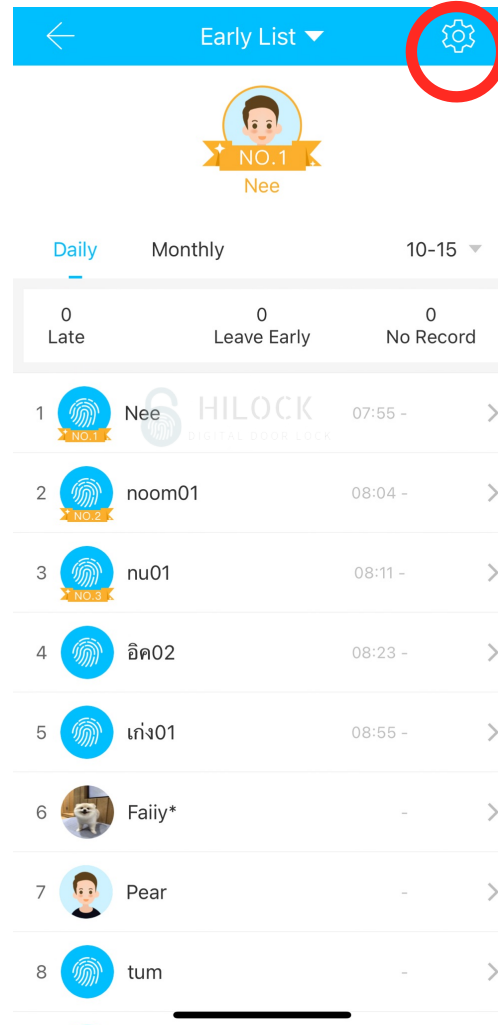 Early List
NO.1
Nee
Daily Monthly 10-15
0 0 0
Late Leave Early No Record
HILOCK
DIGITAL DOOR LOCK
1 NO.1 Nee 07:55 -
2 NO.2 noom01 08:04 -
3 NO.3 nu01 08:11 -
4 อิค02 08:23 -
5 เก่ง01 08:55 -
6 Faiiy* -
7 Pear -
8 tum -